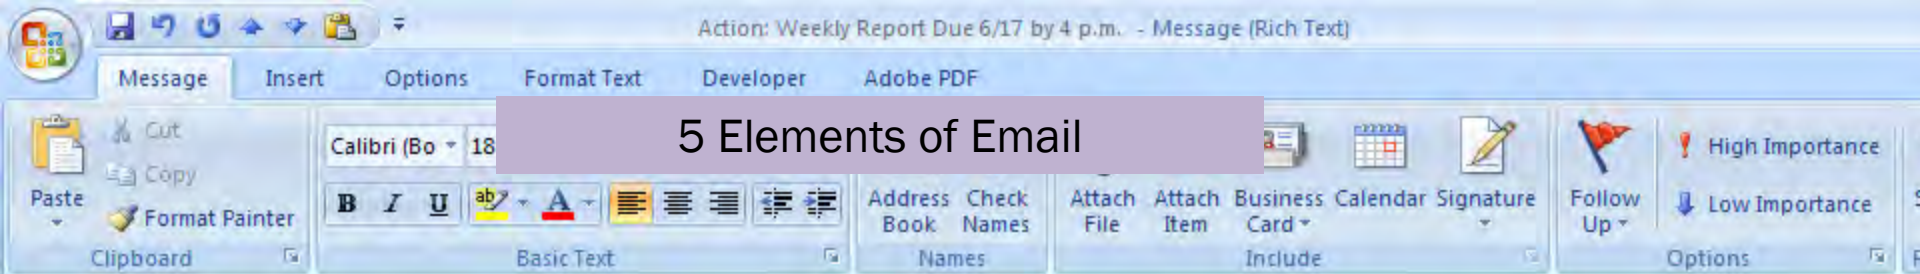 Action: Weekly Report Due 6/17 by 4 p.m. - Message (Rich Text)
Message Insert Options Format Text Developer Adobe PDF
5 Elements of Email
Cut
Copy
Paste
Format Painter
Clipboard
Calibri (Bo 18
B I U ab A
Basic Text
Address Book
Check Names
Names
Attach File
Attach Item
Business Card
Calendar
Signature
Include
Follow Up
High Importance
Low Importance
Options